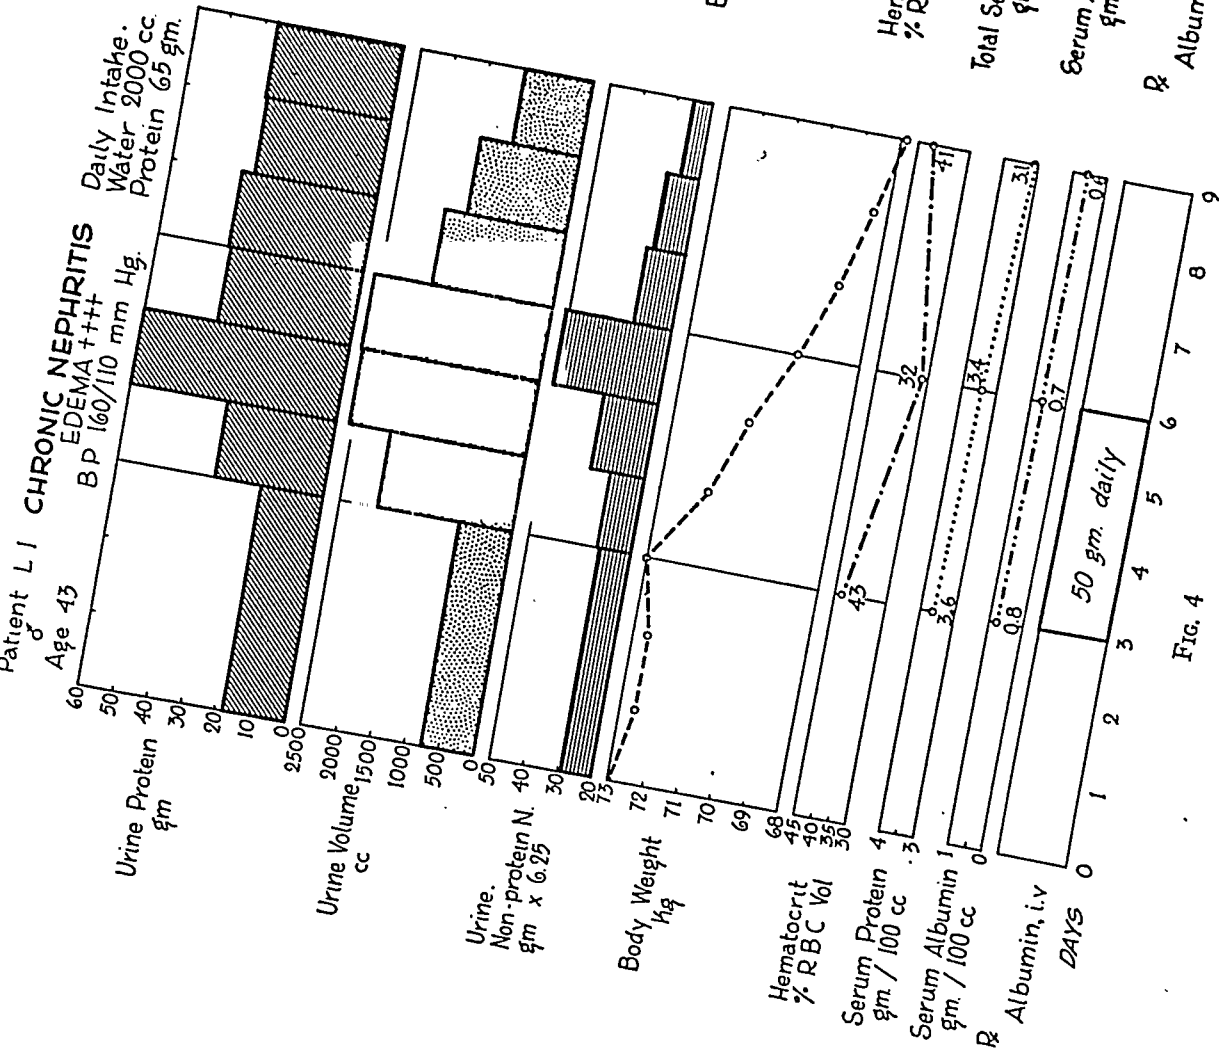 Patient L I CHRONIC NEPHRITIS
♂ EDEMA ++++
Age 43 BP 160/110 mm Hg.
Daily Intake.
Water 2000 cc.
Protein 65 gm.
Urine Protein
gm
60
50
40
30
20
10
0
Urine Volume
cc
2500
2000
1500
1000
500
0
Urine.
Non-protein N.
gm x 6.25
50
40
30
20
Body Weight
Kg
73
72
71
70
69
68
Hematocrit
% RBC Vol
45
40
35
30
43 32 41
Serum Protein
gm. / 100 cc
4
3
3.6 3.4 3.1
Serum Albumin
gm. / 100 cc
1
0
0.8 0.7 0.6
℞
Albumin, i.v
50 gm. daily
DAYS
0 1 2 3 4 5 6 7 8 9
FIG. 4
% R
Total Se
Serum
gm
℞
Album